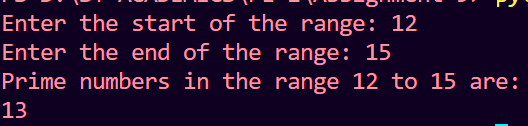 Enter the start of the range: 12
Enter the end of the range: 15
Prime numbers in the range 12 to 15 are:
13